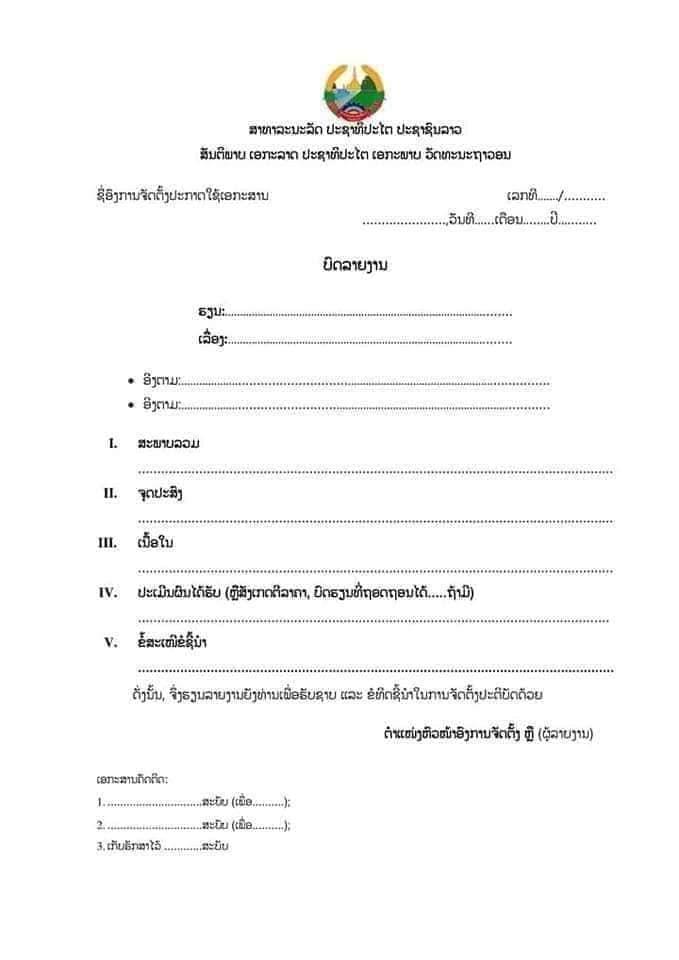 ສາທາລະນະລັດ ປະຊາທິປະໄຕ ປະຊາຊົນລາວ
ສັນຕິພາບ ເອກະລາດ ປະຊາທິປະໄຕ ເອກະພາບ ວັດທະນະຖາວອນ
ຊື່ອົງການຈັດຕັ້ງປະກາດໃຊ້ເອກະສານ ເລກທີ......./...........
......................,ວັນທີ......ເດືອນ........ປີ..........
ບົດລາຍງານ
ຮຽນ:..............................................................................................
ເລື່ອງ:.............................................................................................
• ອີງຕາມ:................................................................................................
• ອີງຕາມ:................................................................................................
I. ສະພາບລວມ
....................................................................................................................
II. ຈຸດປະສົງ
....................................................................................................................
III. ເນື້ອໃນ
....................................................................................................................
IV. ປະເມີນຜົນໄດ້ຮັບ (ຫຼືສັງເກດຕີລາຄາ, ບົດຮຽນທີ່ຖອດຖອນໄດ້.....ຖ້າມີ)
....................................................................................................................
V. ຂໍ້ສະເໜີຂໍຊີ້ນຳ
....................................................................................................................
ດັ່ງນັ້ນ, ຈຶ່ງຮຽນລາຍງານຍັງທ່ານເພື່ອຮັບຊາບ ແລະ ຂໍທິດຊີ້ນຳໃນການຈັດຕັ້ງປະຕິບັດດ້ວຍ
ຕຳແໜ່ງຫົວໜ້າອົງການຈັດຕັ້ງ ຫຼື (ຜູ້ລາຍງານ)
ເອກະສານຄັດຕິດ:
1. ..............................ສະບັບ (ເພື່ອ..........);
2. ..............................ສະບັບ (ເພື່ອ..........);
3. ເກັບຮັກສາໄວ້ ............ສະບັບ